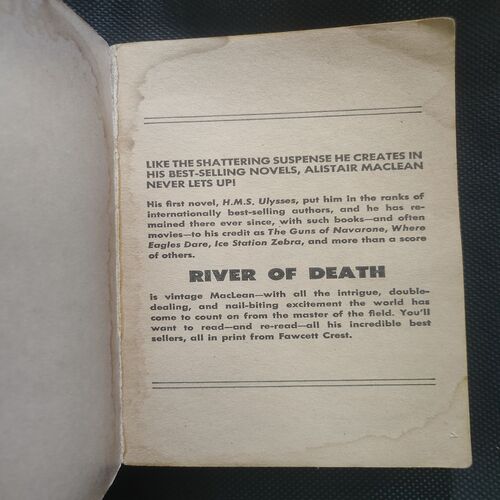 LIKE THE SHATTERING SUSPENSE HE CREATES IN
HIS BEST-SELLING NOVELS, ALISTAIR MACLEAN
NEVER LETS UP!
His first novel, H.M.S. Ulysses, put him in the ranks of
internationally best-selling authors, and he has re-
mained there ever since, with such books—and often
movies—to his credit as The Guns of Navarone, Where
Eagles Dare, Ice Station Zebra, and more than a score
of others.
RIVER OF DEATH
is vintage MacLean—with all the intrigue, double-
dealing, and nail-biting excitement the world has
come to count on from the master of the field. You'll
want to read—and re-read—all his incredible best
sellers, all in print from Fawcett Crest.